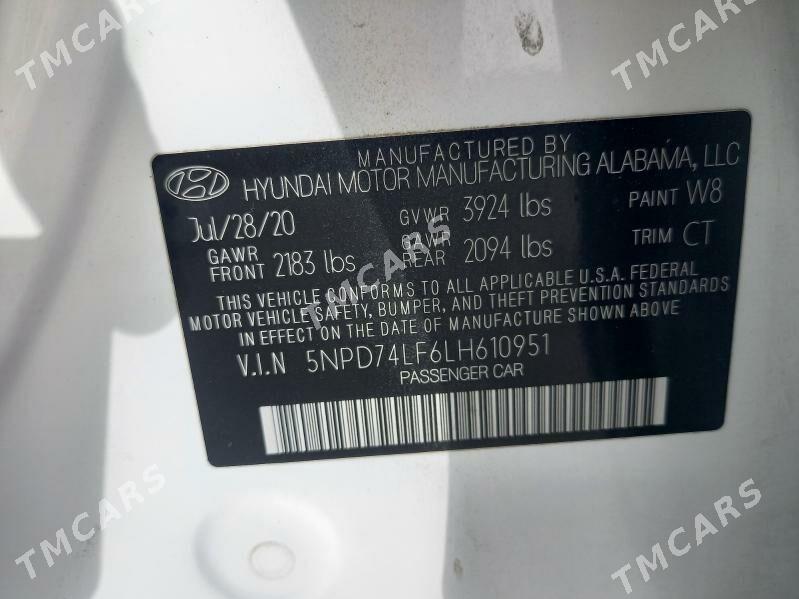 TMCARS
TMCARS
MANUFACTURED BY
HYUNDAI MOTOR MANUFACTURING ALABAMA, LLC
Jul/28/20 GVWR 3924 lbs PAINT W8
GAWR FRONT 2183 lbs GAWR REAR 2094 lbs TRIM CT
TMCARS
THIS VEHICLE CONFORMS TO ALL APPLICABLE U.S.A. FEDERAL
MOTOR VEHICLE SAFETY, BUMPER, AND THEFT PREVENTION STANDARDS
IN EFFECT ON THE DATE OF MANUFACTURE SHOWN ABOVE
V.I.N 5NPD74LF6LH610951
PASSENGER CAR
TMCARS
TMCARS